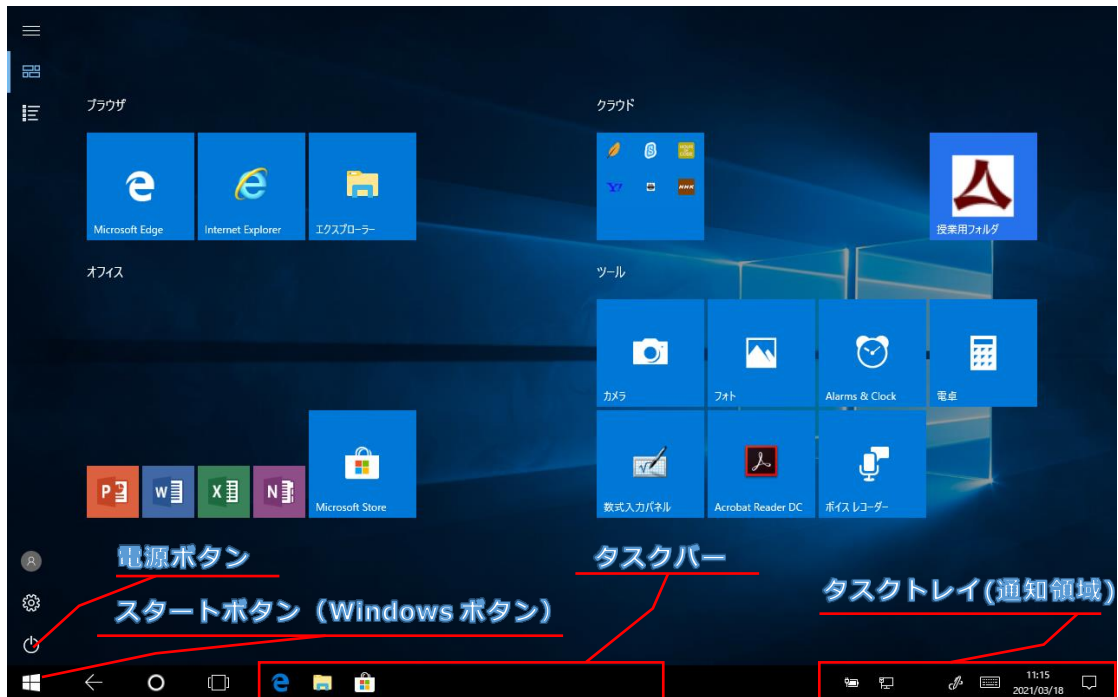 ブラウザ
クラウド
Microsoft Edge
Internet Explorer
エクスプローラー
授業用フォルダ
オフィス
ツール
カメラ
フォト
Alarms & Clock
電卓
Microsoft Store
数式入力パネル
Acrobat Reader DC
ボイス レコーダー
電源ボタン
タスクバー
タスクトレイ(通知領域)
スタートボタン（Windows ボタン）
11:15
2021/03/18